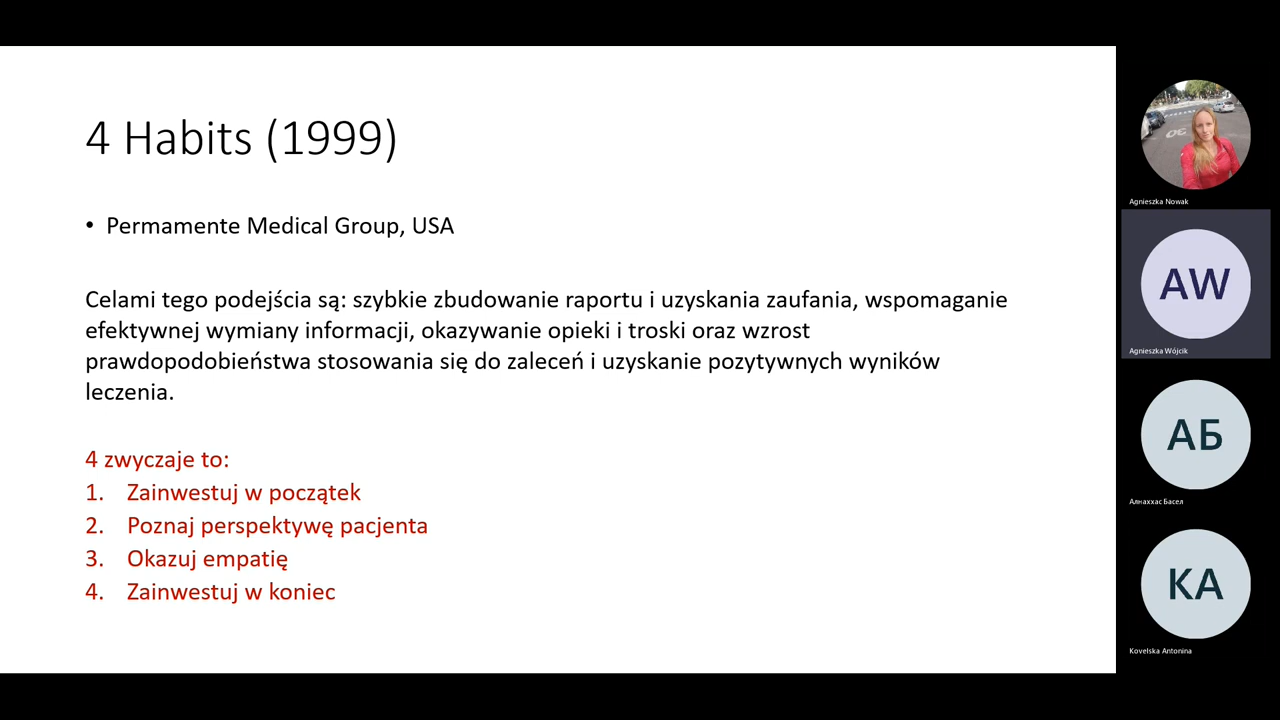 4 Habits (1999)
• Permamente Medical Group, USA
Celami tego podejścia są: szybkie zbudowanie raportu i uzyskania zaufania, wspomaganie
efektywnej wymiany informacji, okazywanie opieki i troski oraz wzrost
prawdopodobieństwa stosowania się do zaleceń i uzyskanie pozytywnych wyników
leczenia.
4 zwyczaje to:
1. Zainwestuj w początek
2. Poznaj perspektywę pacjenta
3. Okazuj empatię
4. Zainwestuj w koniec
Agnieszka Nowak
AW
Agnieszka Wójcik
АБ
Алнаххас Басел
KA
Kovelska Antonina